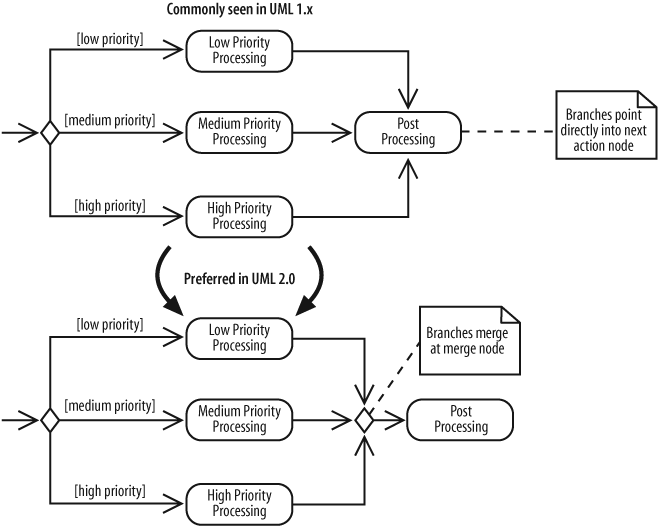 Commonly seen in UML 1.x
[low priority]
Low Priority
Processing
[medium priority]
Medium Priority
Processing
Post
Processing
Branches point
directly into next
action node
[high priority]
High Priority
Processing
Preferred in UML 2.0
[low priority]
Low Priority
Processing
Branches merge
at merge node
[medium priority]
Medium Priority
Processing
Post
Processing
[high priority]
High Priority
Processing